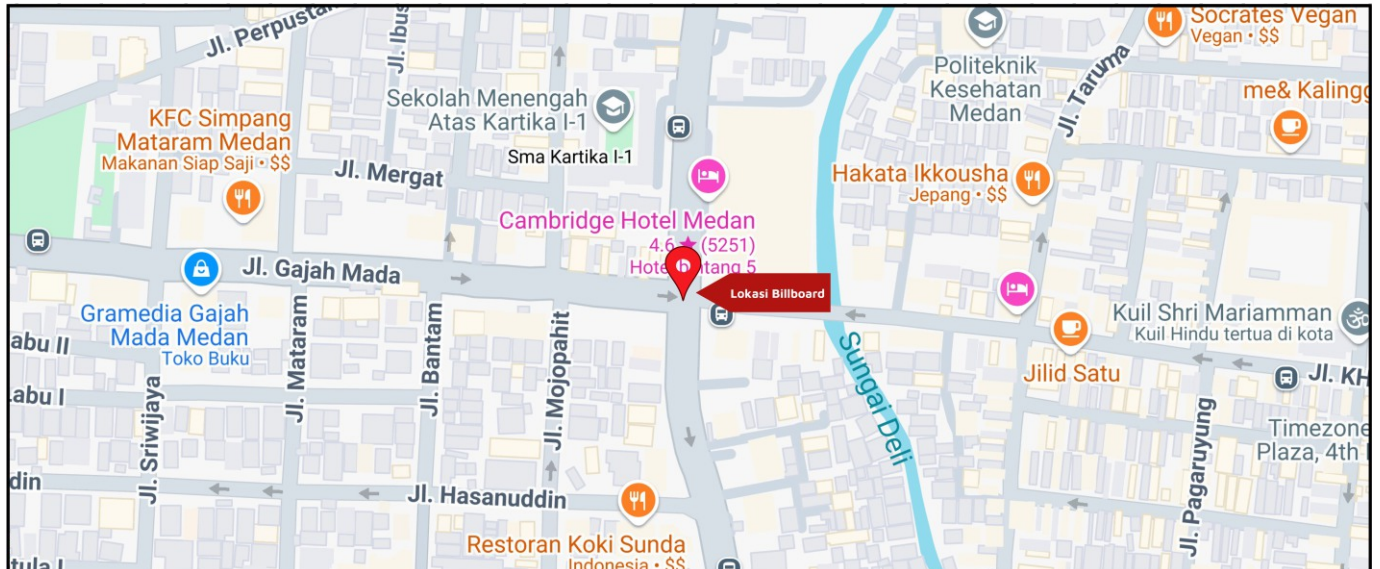 Jl. Perpustak
Jl. Ibus
Socrates Vegan
Vegan • $$
Politeknik
Kesehatan
Medan
Jl. Taruma
me& Kalingg
KFC Simpang
Mataram Medan
Makanan Siap Saji • $$
Sekolah Menengah
Atas Kartika I-1
Sma Kartika I-1
Jl. Mergat
Hakata Ikkousha
Jepang • $$
Cambridge Hotel Medan
4.6 ★ (5251)
Lokasi Billboard
Jl. Gajah Mada
Gramedia Gajah
Mada Medan
Toko Buku
Kuil Shri Mariamman
Kuil Hindu tertua di kota
Jilid Satu
Sungai Deli
abu II
abu I
Jl. Sriwijaya
Jl. Mataram
Jl. Bantam
Jl. Mojopahit
Jl. KH
Timezone
Plaza, 4th
Jl. Pagaruyung
din
Jl. Hasanuddin
Restoran Koki Sunda
Indonesia • $$